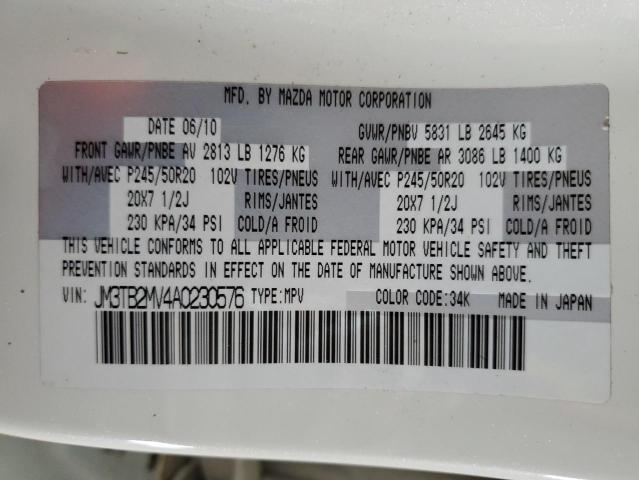 MFD. BY MAZDA MOTOR CORPORATION
DATE 06/10 GVWR/PNBV 5831 LB 2645 KG
FRONT GAWR/PNBE AV 2813 LB 1276 KG REAR GAWR/PNBE AR 3086 LB 1400 KG
WITH/AVEC P245/50R20 102V TIRES/PNEUS WITH/AVEC P245/50R20 102V TIRES/PNEUS
20X7 1/2J RIMS/JANTES 20X7 1/2J RIMS/JANTES
230 KPA/34 PSI COLD/A FROID 230 KPA/34 PSI COLD/A FROID
THIS VEHICLE CONFORMS TO ALL APPLICABLE FEDERAL MOTOR VEHICLE SAFETY AND THEFT
PREVENTION STANDARDS IN EFFECT ON THE DATE OF MANUFACTURE SHOWN ABOVE.
VIN: JM3TB2MV4A0230576 TYPE:MPV COLOR CODE:34K MADE IN JAPAN